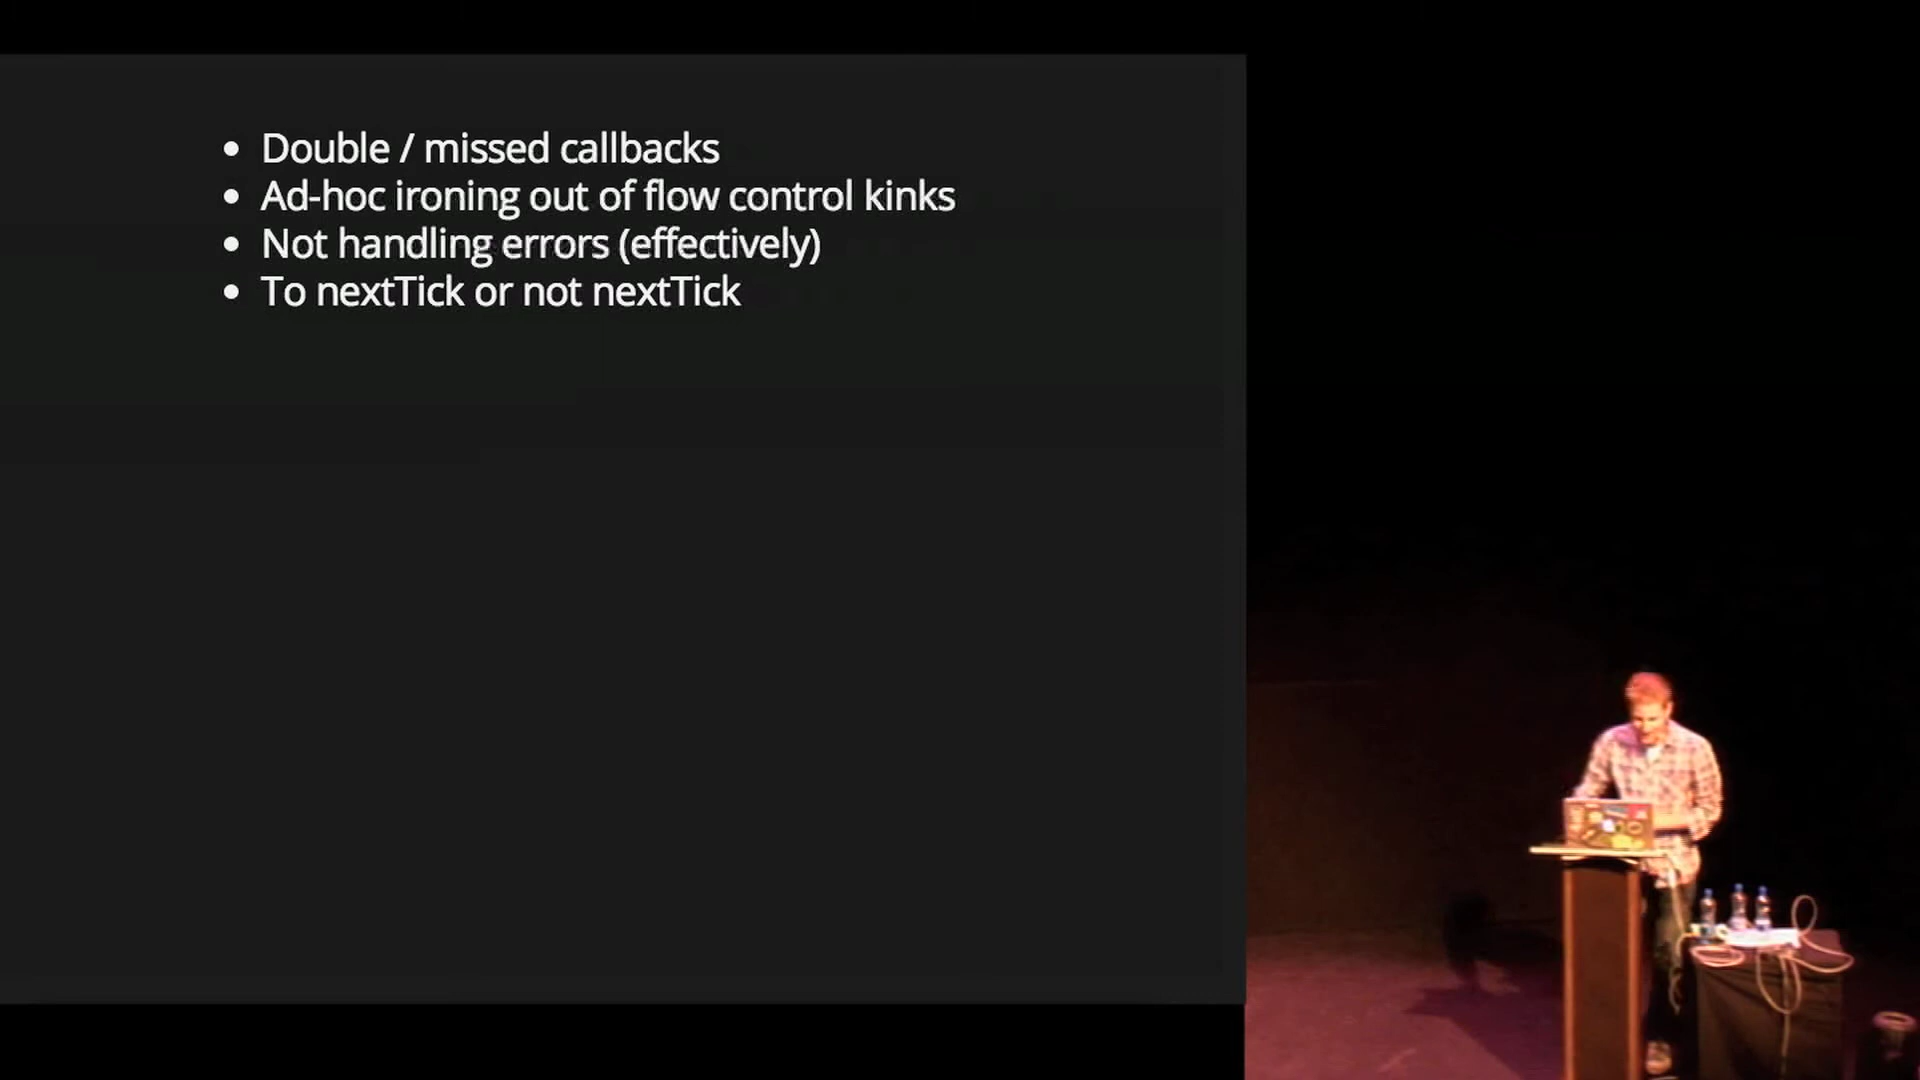 • Double / missed callbacks
• Ad-hoc ironing out of flow control kinks
• Not handling errors (effectively)
• To nextTick or not nextTick